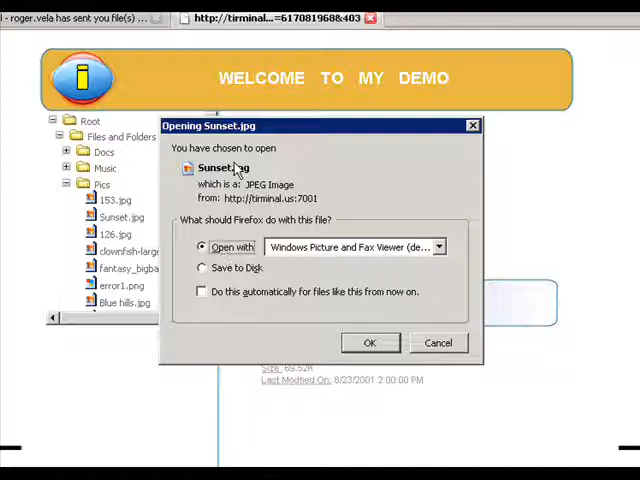 - roger.vela has sent you file(s) ...
http://tirminal...=617081968&403
WELCOME TO MY DEMO
Root
Files and Folders
Docs
Music
Pics
153.jpg
Sunset.jpg
126.jpg
clownfish-large
fantasy_bigba
error1.png
Blue hills.jpg
Opening Sunset.jpg
You have chosen to open
Sunset.jpg
which is a: JPEG Image
from: http://tirminal.us:7001
What should Firefox do with this file?
Open with
Windows Picture and Fax Viewer (de...
Save to Disk
Do this automatically for files like this from now on.
OK
Cancel
Size:
Last Modified On: 8/23/2001 2:00:00 PM